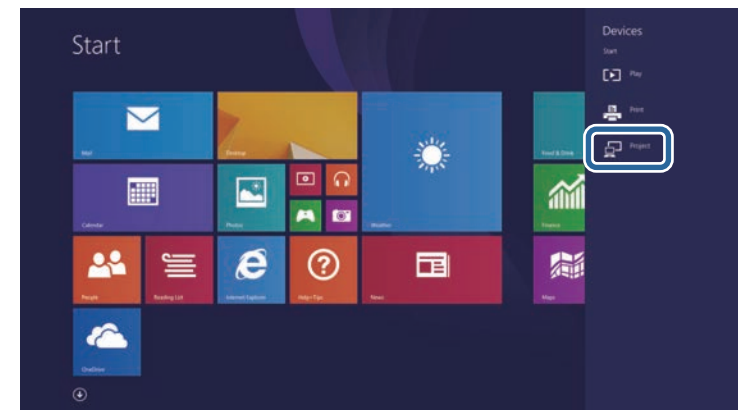 Start
Devices
Start
Play
Print
Project
Mail
Desktop
Food & Drink
Calendar
Photos
Weather
Finance
People
Reading List
Internet Explorer
Help+Tips
News
Maps
OneDrive